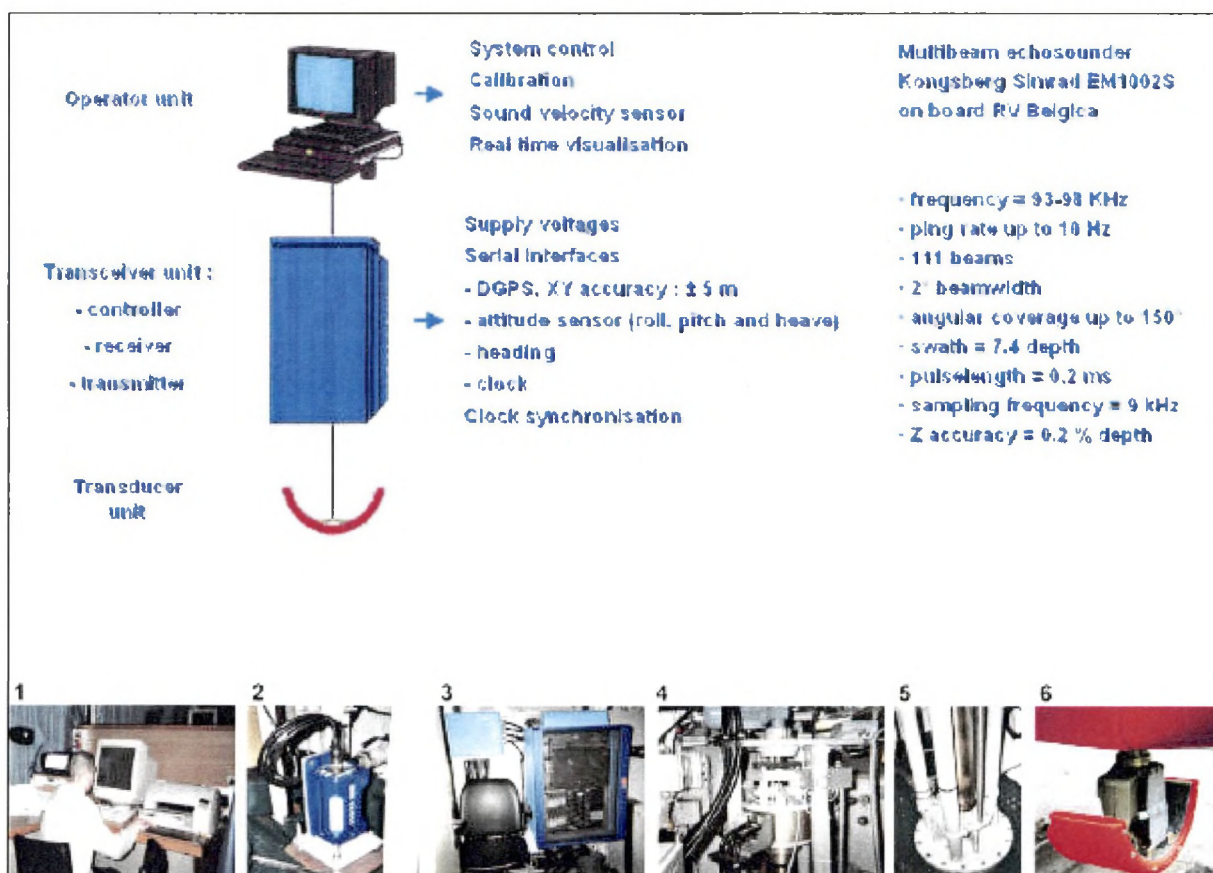 Operator unit
System control
Calibration
Sound velocity sensor
Real time visualisation
Multibeam echosounder
Kongsberg Simrad EM1002S
on board RV Belgica
Transceiver unit :
- controller
- receiver
- transmitter
Supply voltages
Serial interfaces
- DGPS, XY accuracy : ± 5 m
- attitude sensor (roll, pitch and heave)
- heading
- clock
Clock synchronisation
- frequency = 93-98 KHz
- ping rate up to 10 Hz
- 111 beams
- 2° beamwidth
- angular coverage up to 150°
- swath = 7.4 depth
- pulselength = 0.2 ms
- sampling frequency = 9 kHz
- Z accuracy = 0.2 % depth
Transducer
unit
1
2
3
4
5
6